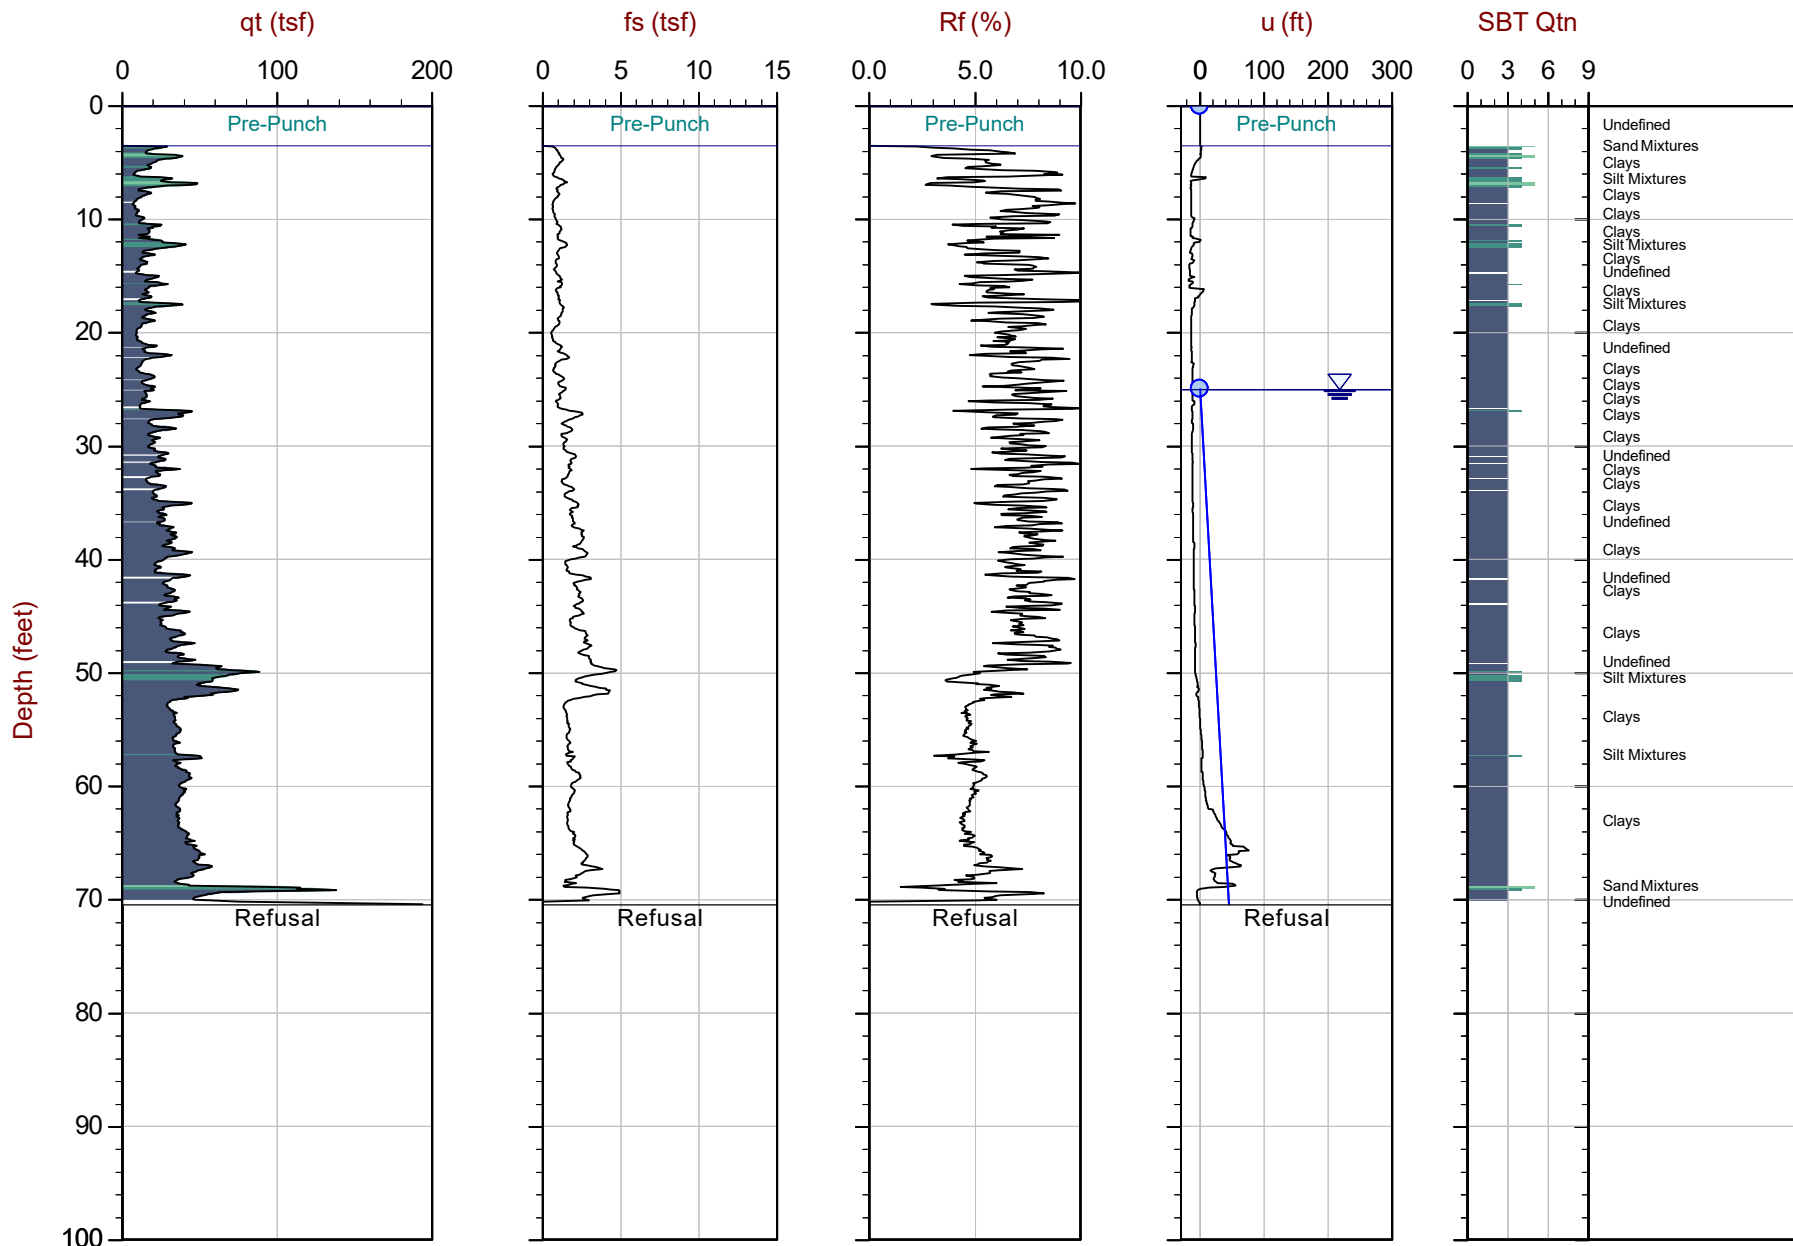 qt (tsf) fs (tsf) Rf (%) u (ft) SBT Qtn
0 100 200 0 5 10 15 0.0 5.0 10.0 0 100 200 300 0 3 6 9
0
Pre-Punch Pre-Punch Pre-Punch Pre-Punch
Undefined
Sand Mixtures
Clays
Silt Mixtures
Clays
Clays
10
Clays
Silt Mixtures
Clays
Undefined
Clays
Silt Mixtures
Clays
20
Undefined
Clays
Clays
Clays
Clays
Clays
30
Undefined
Clays
Clays
Clays
Undefined
Clays
40
Undefined
Clays
Clays
Undefined
50
Silt Mixtures
Clays
Silt Mixtures
60
Clays
Sand Mixtures
70
Undefined
Refusal Refusal Refusal Refusal
80
90
100
Depth (feet)